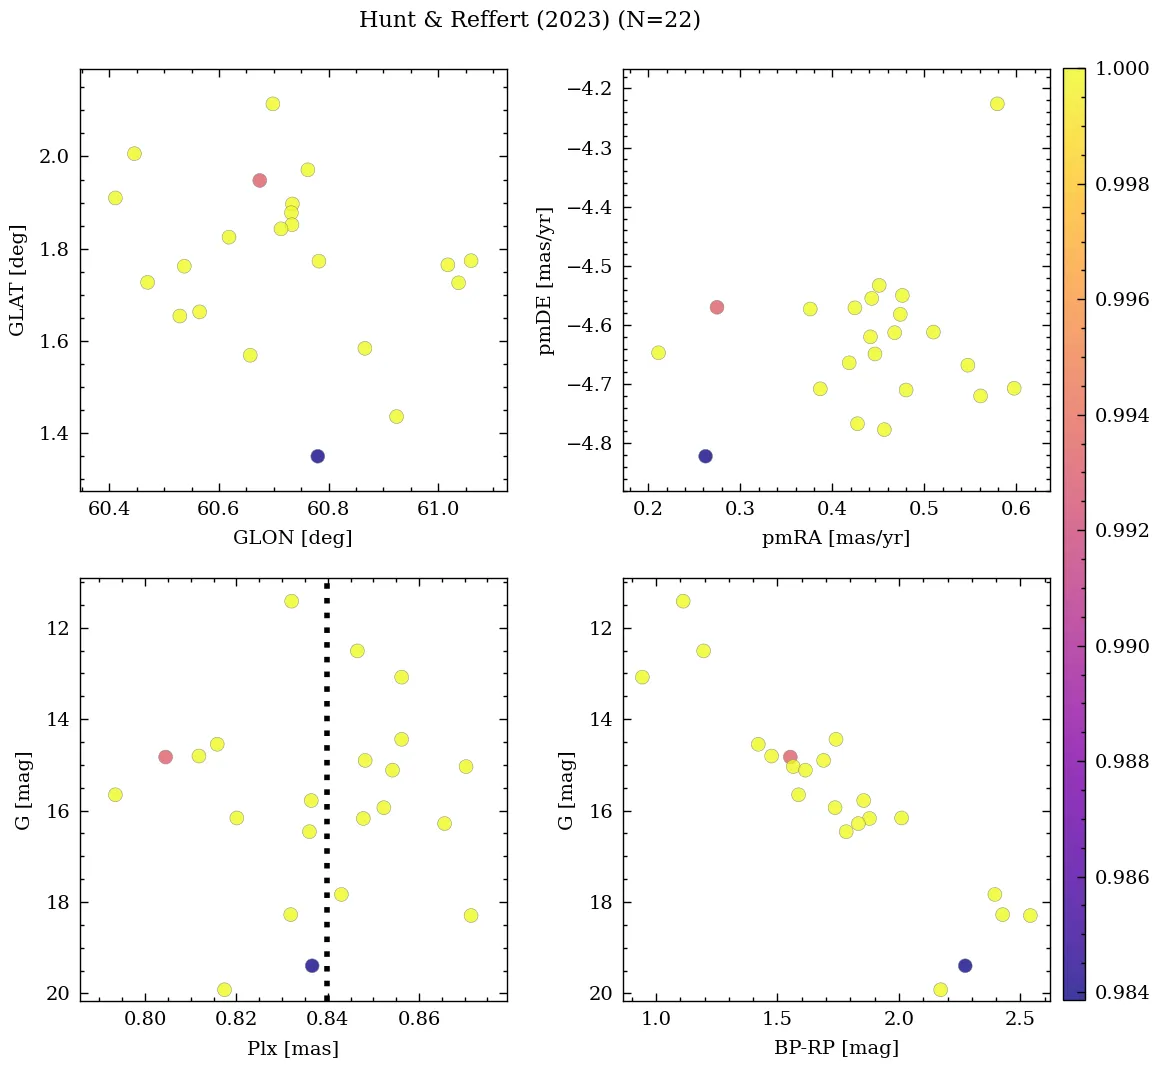 Hunt & Reffert (2023) (N=22)
GLAT [deg]
2.0
1.8
1.6
1.4
60.4 60.6 60.8 61.0
GLON [deg]
pmDE [mas/yr]
−4.2
−4.3
−4.4
−4.5
−4.6
−4.7
−4.8
0.2 0.3 0.4 0.5 0.6
pmRA [mas/yr]
G [mag]
12
14
16
18
20
0.80 0.82 0.84 0.86
Plx [mas]
G [mag]
12
14
16
18
20
1.0 1.5 2.0 2.5
BP-RP [mag]
1.000
0.998
0.996
0.994
0.992
0.990
0.988
0.986
0.984